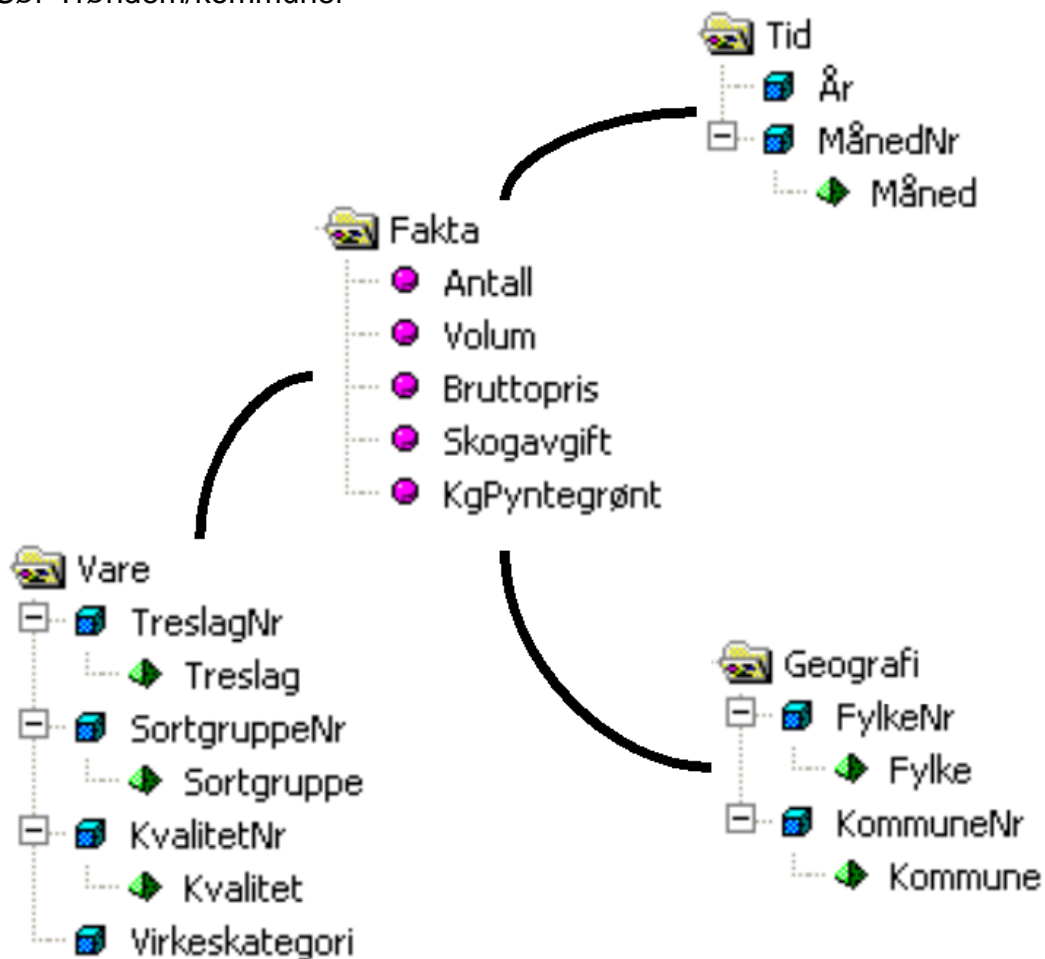 Tid
År
MånedNr
Måned
Fakta
Antall
Volum
Bruttopris
Skogavgift
KgPyntegrønt
Vare
TreslagNr
Treslag
SortgruppeNr
Sortgruppe
KvalitetNr
Kvalitet
Virkeskategori
Geografi
FylkeNr
Fylke
KommuneNr
Kommune